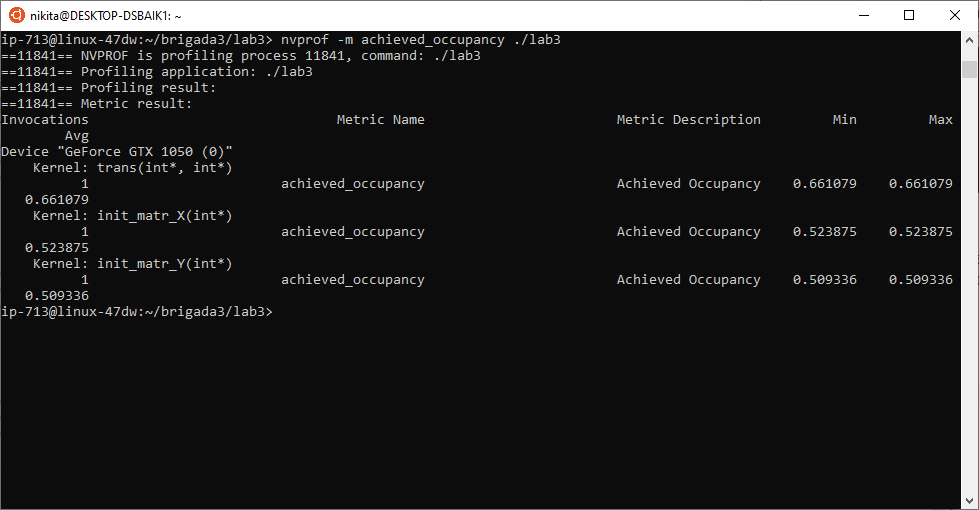 nikita@DESKTOP-DSBAIK1: ~
ip-713@linux-47dw:~/brigada3/lab3> nvprof -m achieved_occupancy ./lab3
==11841== NVPROF is profiling process 11841, command: ./lab3
==11841== Profiling application: ./lab3
==11841== Profiling result:
==11841== Metric result:
Invocations                               Metric Name                        Metric Description         Min         Max
        Avg
Device "GeForce GTX 1050 (0)"
    Kernel: trans(int*, int*)
          1                        achieved_occupancy                        Achieved Occupancy    0.661079    0.661079
   0.661079
    Kernel: init_matr_X(int*)
          1                        achieved_occupancy                        Achieved Occupancy    0.523875    0.523875
   0.523875
    Kernel: init_matr_Y(int*)
          1                        achieved_occupancy                        Achieved Occupancy    0.509336    0.509336
   0.509336
ip-713@linux-47dw:~/brigada3/lab3>